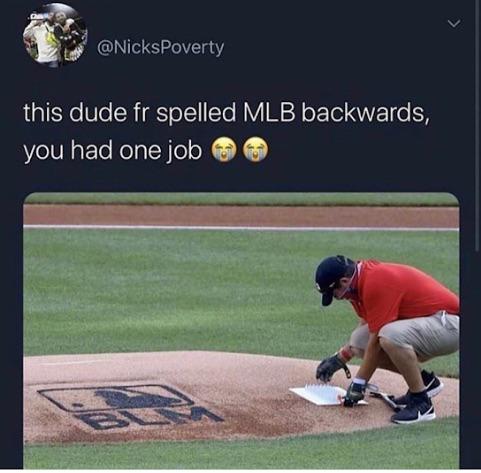 @NicksPoverty
this dude fr spelled MLB backwards,
you had one job 😭😭
BLM